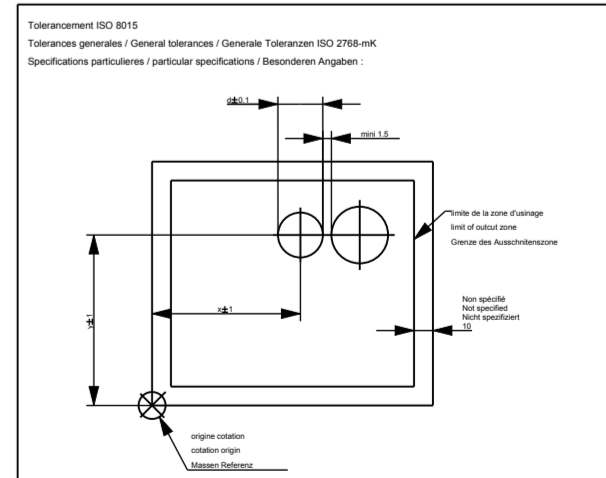 Tolerancement ISO 8015
Tolerances generales / General tolerances / Generale Toleranzen ISO 2768-mK
Specifications particulieres / particular specifications / Besonderen Angaben :
d±0.1
mini 1.5
limite de la zone d'usinage
limit of outcut zone
Grenze des Ausschnitenszone
Non spécifié
Not specified
Nicht spezifiziert
10
x±1
y±1
origine cotation
cotation origin
Massen Referenz